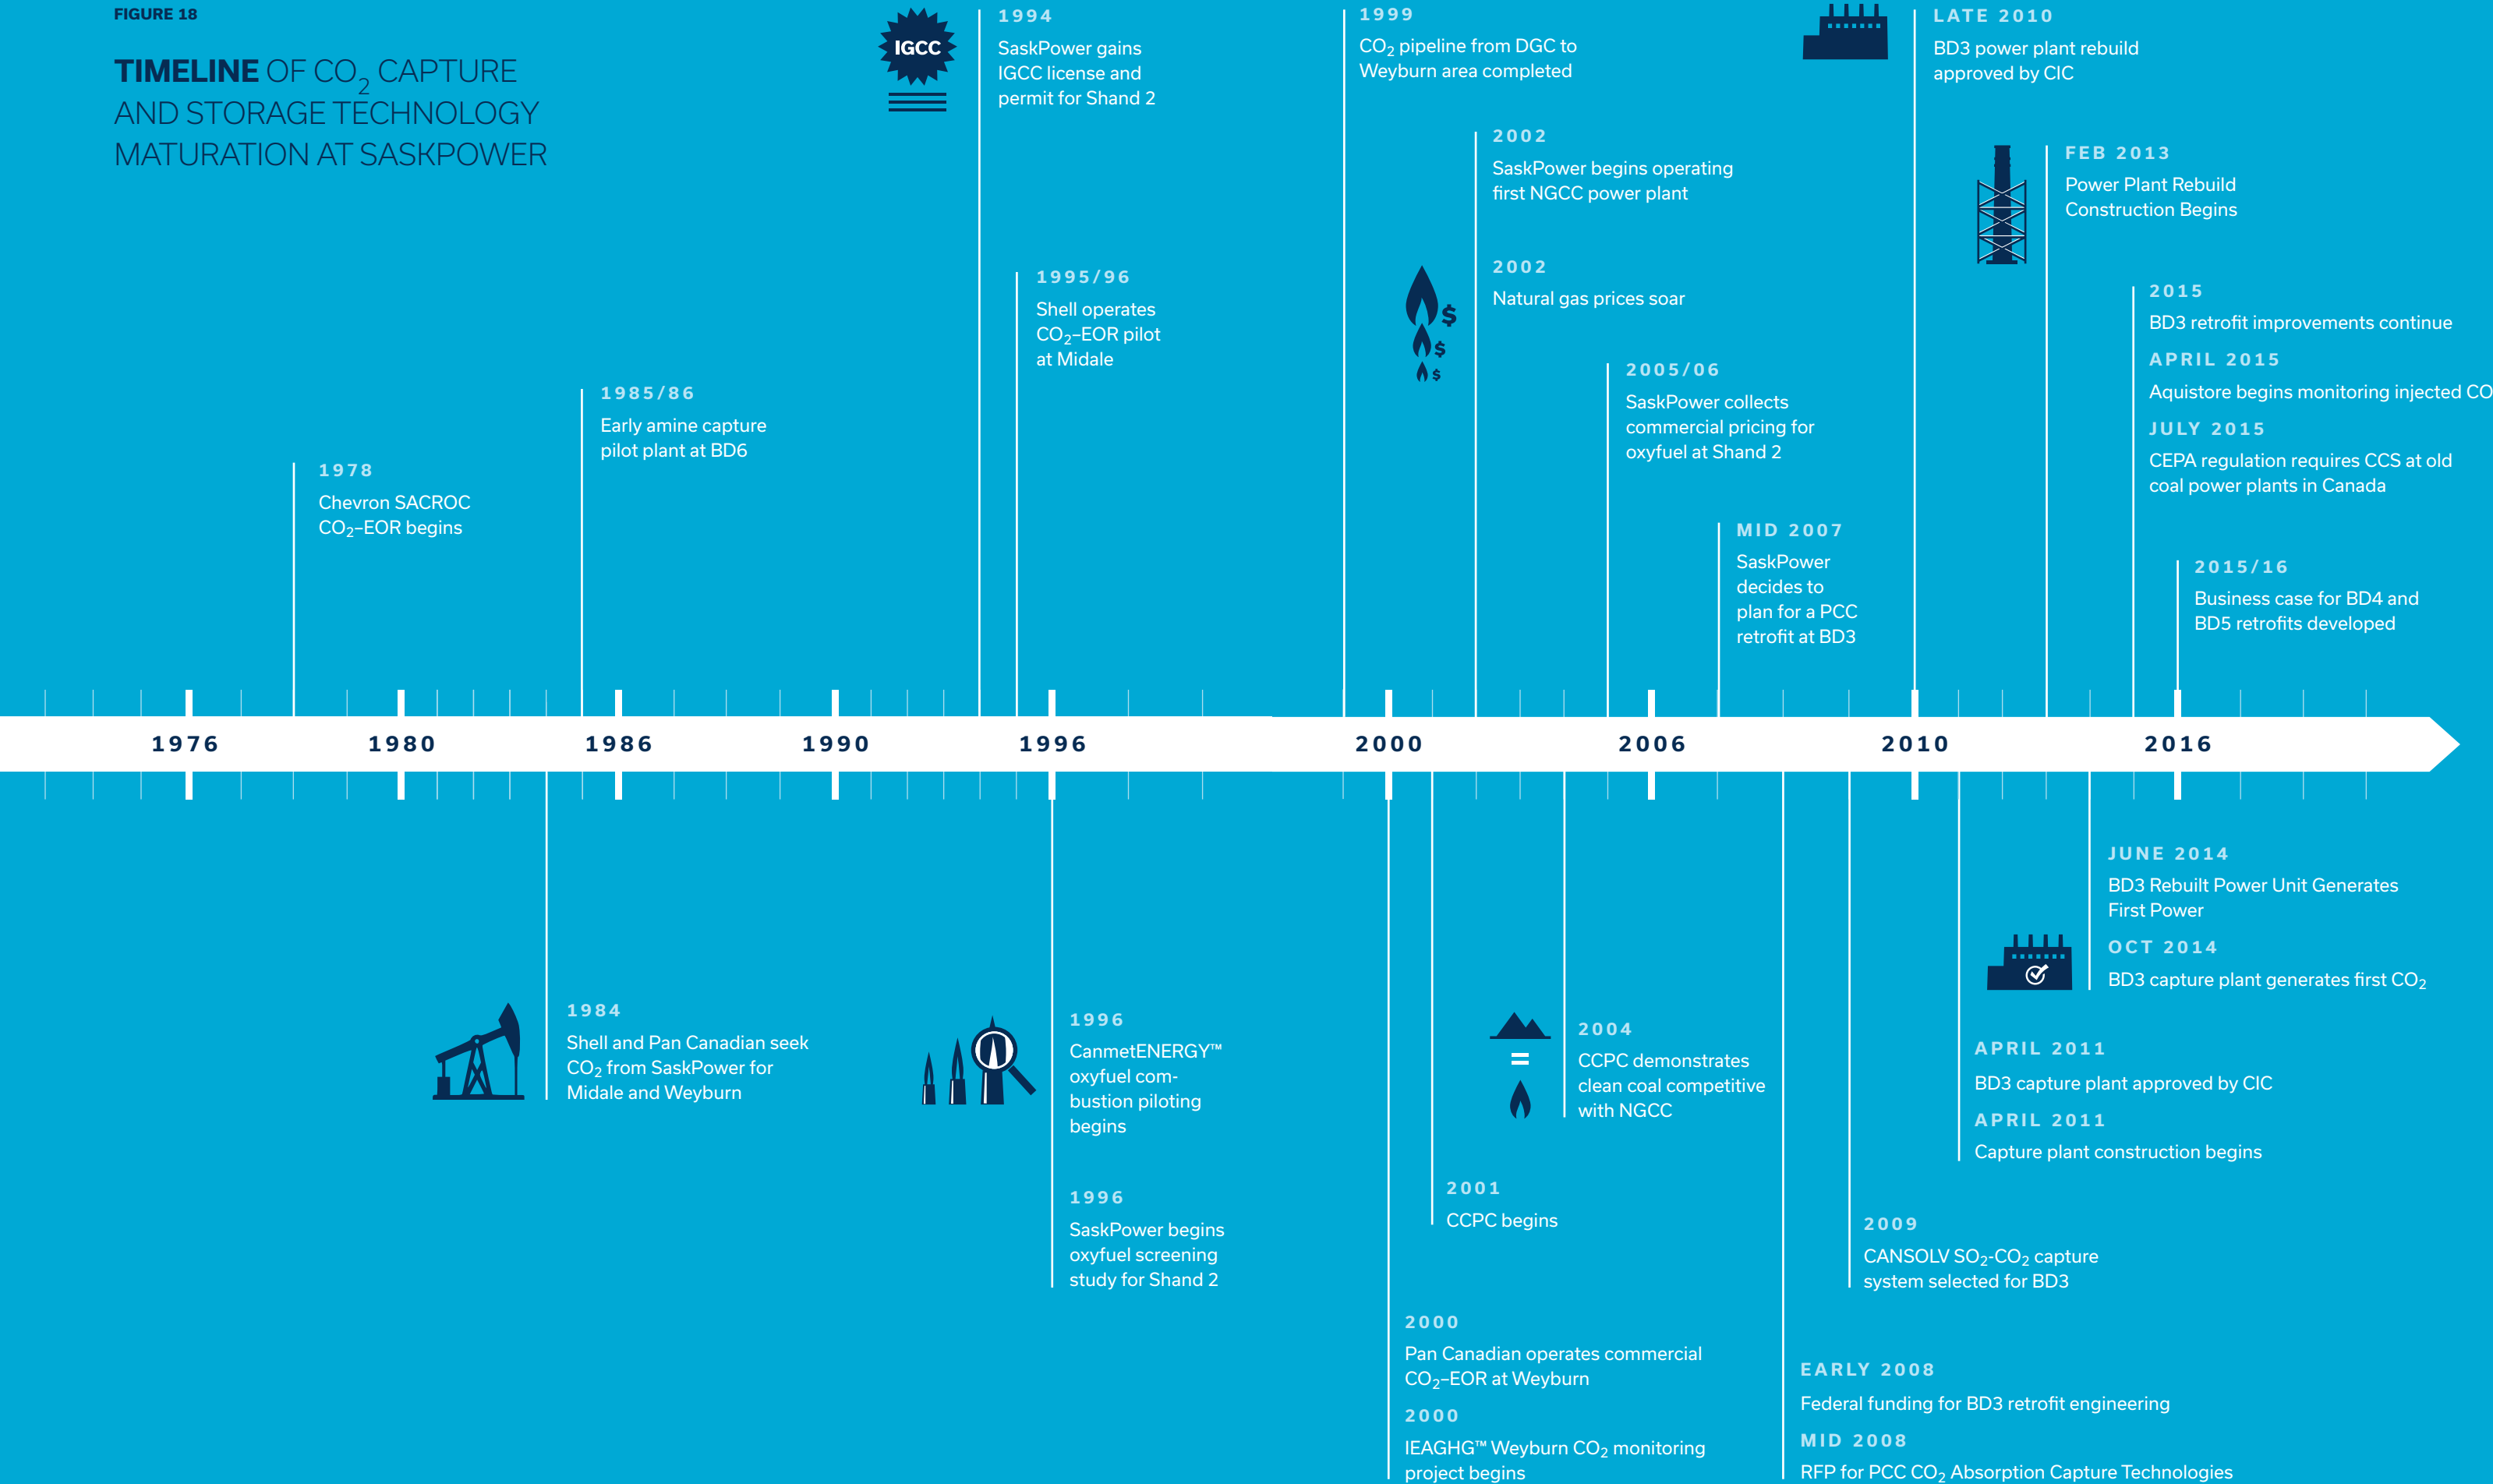 FIGURE 18
TIMELINE OF CO₂ CAPTURE
AND STORAGE TECHNOLOGY
MATURATION AT SASKPOWER
1978
Chevron SACROC
CO₂–EOR begins
1985/86
Early amine capture
pilot plant at BD6
IGCC
1994
SaskPower gains
IGCC license and
permit for Shand 2
1995/96
Shell operates
CO₂–EOR pilot
at Midale
1999
CO₂ pipeline from DGC to
Weyburn area completed
2002
SaskPower begins operating
first NGCC power plant
2002
Natural gas prices soar
$
$
$
2005/06
SaskPower collects
commercial pricing for
oxyfuel at Shand 2
MID 2007
SaskPower
decides to
plan for a PCC
retrofit at BD3
LATE 2010
BD3 power plant rebuild
approved by CIC
FEB 2013
Power Plant Rebuild
Construction Begins
2015
BD3 retrofit improvements continue
APRIL 2015
Aquistore begins monitoring injected CO
JULY 2015
CEPA regulation requires CCS at old
coal power plants in Canada
2015/16
Business case for BD4 and
BD5 retrofits developed
1976 1980 1986 1990 1996 2000 2006 2010 2016
1984
Shell and Pan Canadian seek
CO₂ from SaskPower for
Midale and Weyburn
1996
CanmetENERGY™
oxyfuel com-
bustion piloting
begins
1996
SaskPower begins
oxyfuel screening
study for Shand 2
2000
Pan Canadian operates commercial
CO₂–EOR at Weyburn
2000
IEAGHG™ Weyburn CO₂ monitoring
project begins
2001
CCPC begins
=
2004
CCPC demonstrates
clean coal competitive
with NGCC
EARLY 2008
Federal funding for BD3 retrofit engineering
MID 2008
RFP for PCC CO₂ Absorption Capture Technologies
2009
CANSOLV SO₂-CO₂ capture
system selected for BD3
APRIL 2011
BD3 capture plant approved by CIC
APRIL 2011
Capture plant construction begins
JUNE 2014
BD3 Rebuilt Power Unit Generates
First Power
OCT 2014
BD3 capture plant generates first CO₂